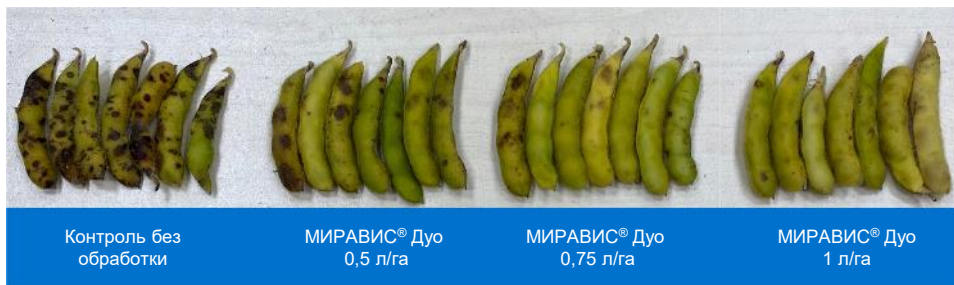 Контроль без
обработки
МИРАВИС® Дуо
0,5 л/га
МИРАВИС® Дуо
0,75 л/га
МИРАВИС® Дуо
1 л/га